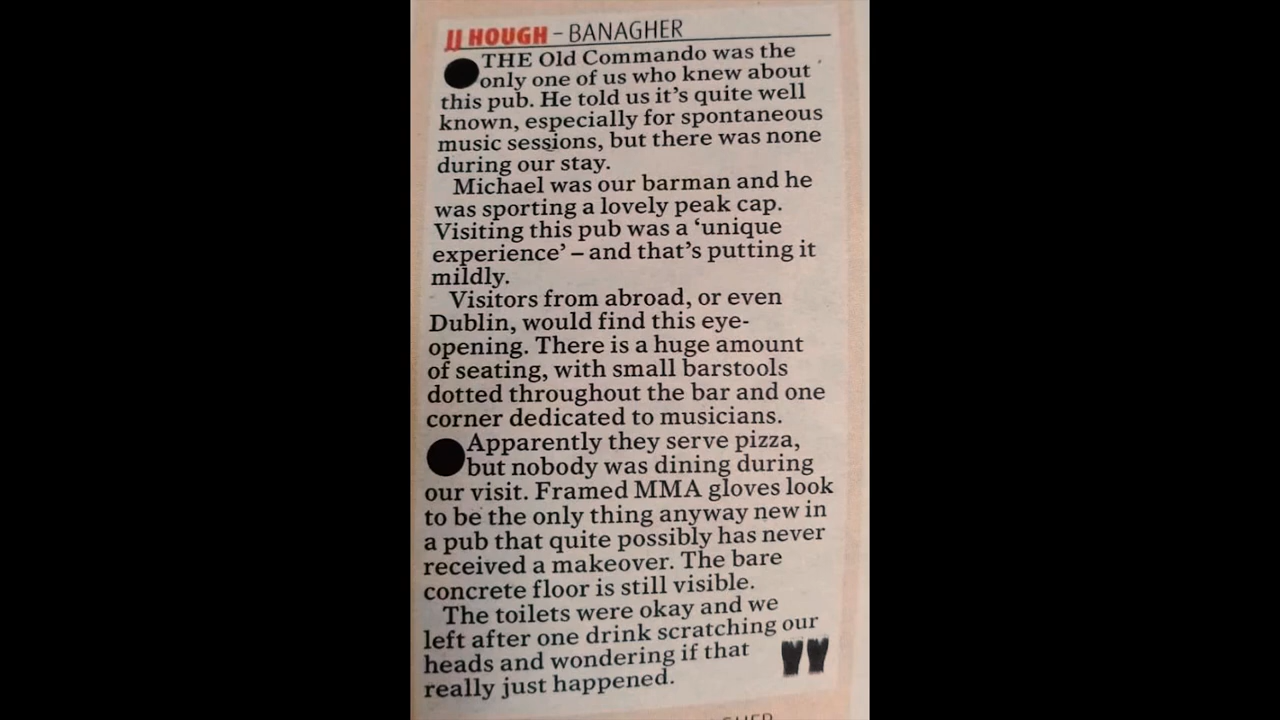 JJ HOUGH – BANAGHER
THE Old Commando was the
only one of us who knew about
this pub. He told us it's quite well
known, especially for spontaneous
music sessions, but there was none
during our stay.
Michael was our barman and he
was sporting a lovely peak cap.
Visiting this pub was a 'unique
experience' – and that's putting it
mildly.
Visitors from abroad, or even
Dublin, would find this eye-
opening. There is a huge amount
of seating, with small barstools
dotted throughout the bar and one
corner dedicated to musicians.
Apparently they serve pizza,
but nobody was dining during
our visit. Framed MMA gloves look
to be the only thing anyway new in
a pub that quite possibly has never
received a makeover. The bare
concrete floor is still visible.
The toilets were okay and we
left after one drink scratching our
heads and wondering if that
really just happened.